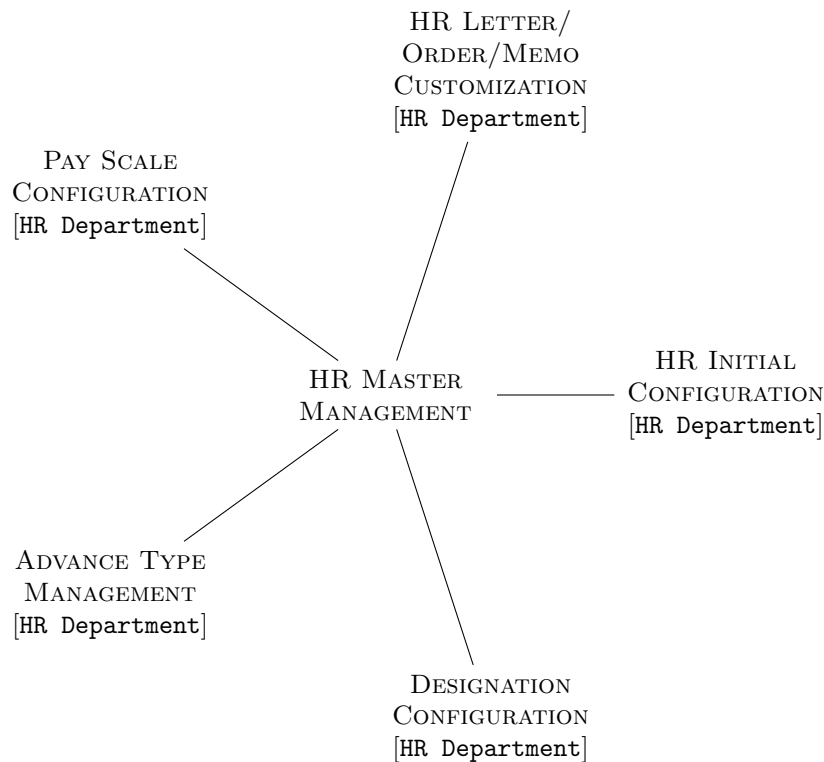 HR Letter/
Order/Memo
Customization
[HR Department]
Pay Scale
Configuration
[HR Department]
HR Initial
Configuration
[HR Department]
HR Master
Management
Advance Type
Management
[HR Department]
Designation
Configuration
[HR Department]